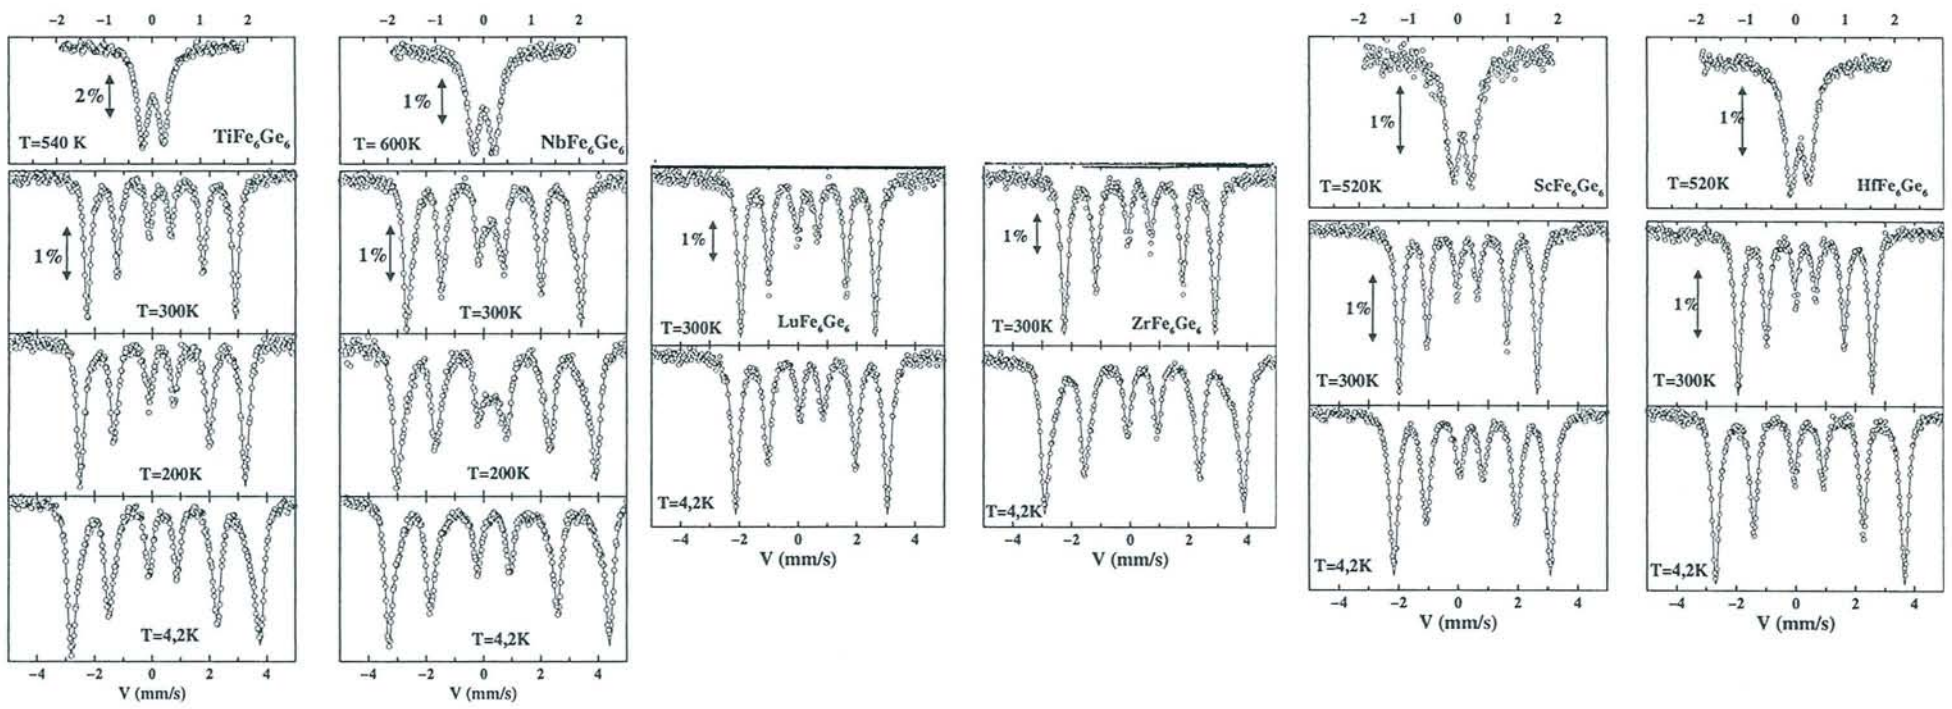 −2 −1 0 1 2
2%
T=540 K
TiFe6Ge6
1%
T=300K
T=200K
T=4,2K
−4 −2 0 2 4
V (mm/s)
−2 −1 0 1 2
1%
T= 600K
NbFe6Ge6
1%
T=300K
T=200K
T=4,2K
−4 −2 0 2 4
V (mm/s)
1%
T=300K
LuFe6Ge6
T=4,2K
−4 −2 0 2 4
V (mm/s)
1%
T=300K
ZrFe6Ge6
T=4,2K
−4 −2 0 2 4
V (mm/s)
−2 −1 0 1 2
1%
T=520K
ScFe6Ge6
1%
T=300K
T=4,2K
−4 −2 0 2 4
V (mm/s)
−2 −1 0 1 2
1%
T=520K
HfFe6Ge6
1%
T=300K
T=4,2K
−4 −2 0 2 4
V (mm/s)